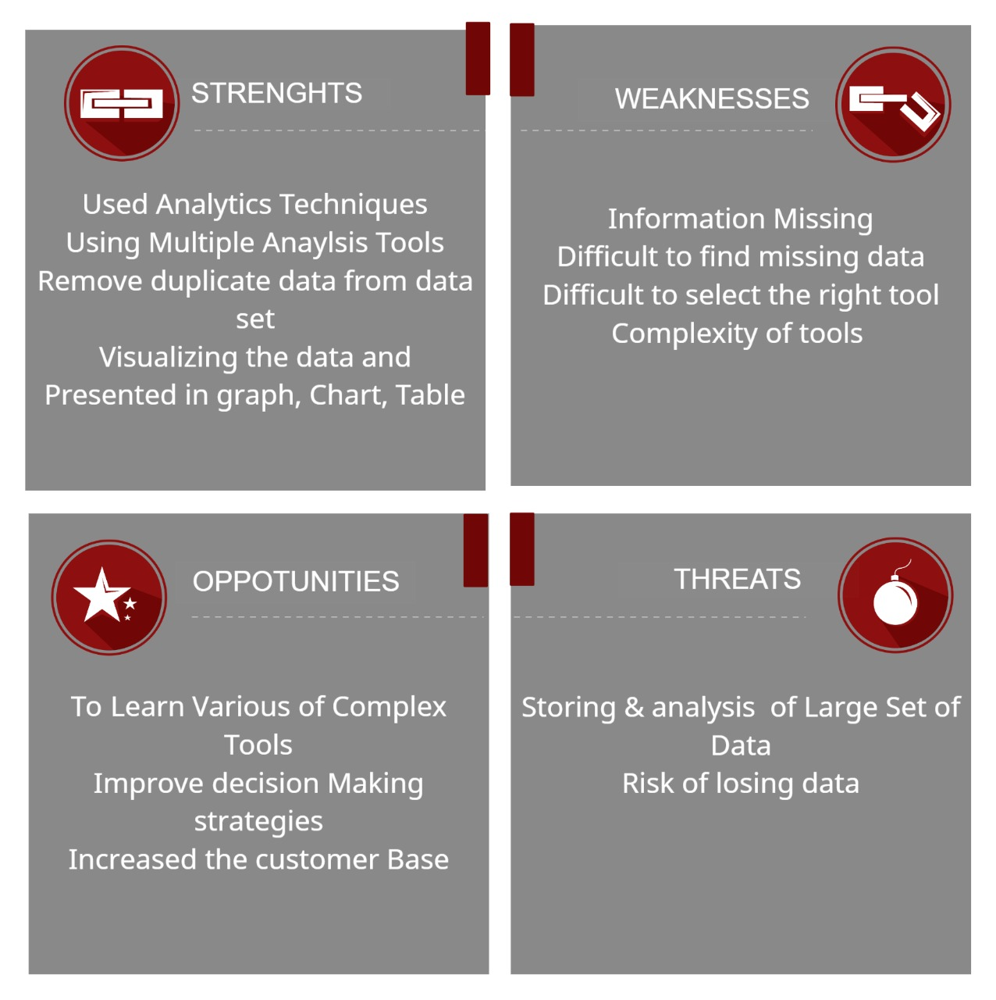 STRENGHTS
Used Analytics Techniques
Using Multiple Anaylsis Tools
Remove duplicate data from data
set
Visualizing the data and
Presented in graph, Chart, Table
WEAKNESSES
Information Missing
Difficult to find missing data
Difficult to select the right tool
Complexity of tools
OPPOTUNITIES
To Learn Various of Complex
Tools
Improve decision Making
strategies
Increased the customer Base
THREATS
Storing & analysis  of Large Set of
Data
Risk of losing data